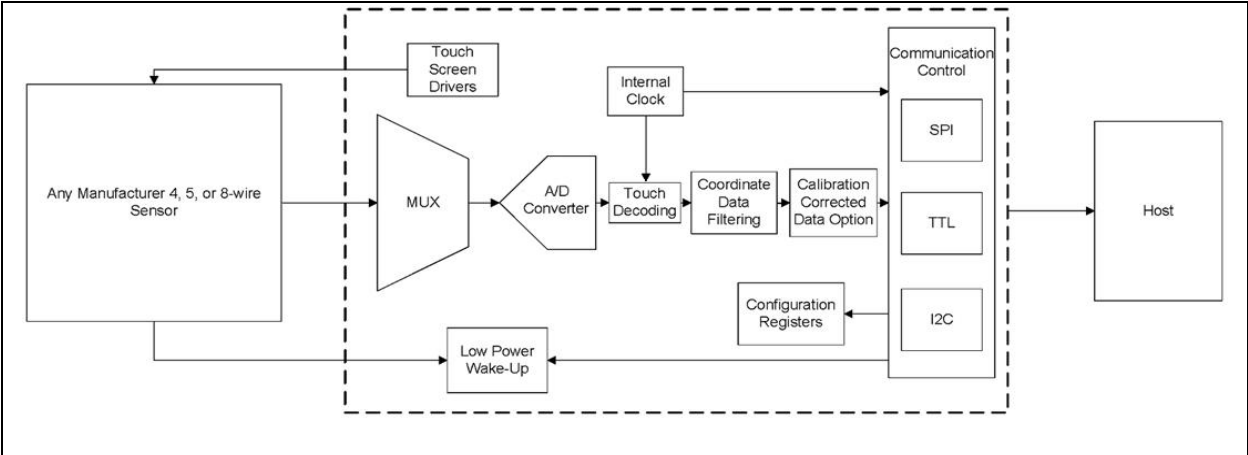 Touch
Screen
Drivers
Internal
Clock
Communication
Control
SPI
Any Manufacturer 4, 5, or 8-wire
Sensor
MUX
A/D
Converter
Touch
Decoding
Coordinate
Data
Filtering
Calibration
Corrected
Data Option
TTL
Host
Configuration
Registers
I2C
Low Power
Wake-Up